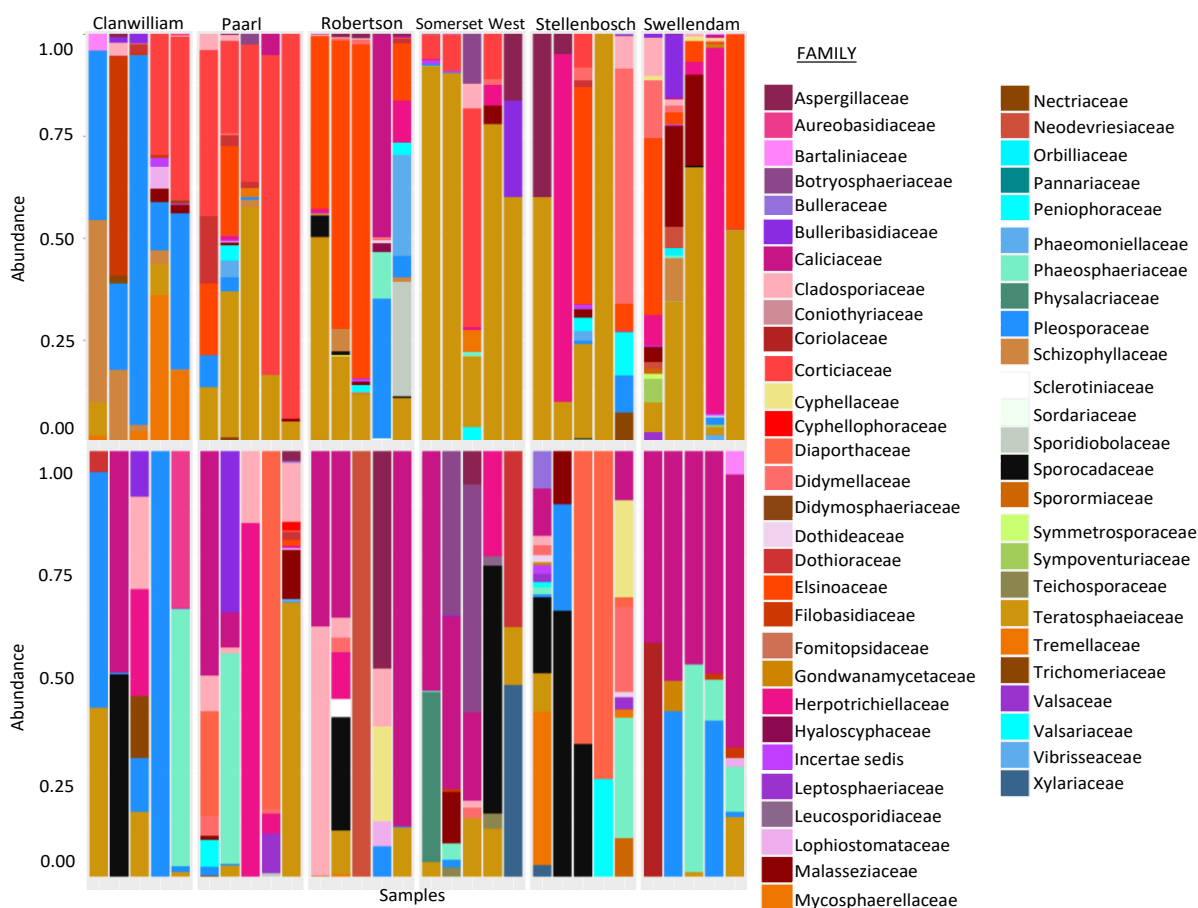 Clanwilliam Paarl Robertson Somerset West Stellenbosch Swellendam
1.00
0.75
0.50
0.25
0.00
Abundance
1.00
0.75
0.50
0.25
0.00
Abundance
Samples
FAMILY
Aspergillaceae
Aureobasidiaceae
Bartaliniaceae
Botryosphaeriaceae
Bulleraceae
Bulleribasidiaceae
Caliciaceae
Cladosporiaceae
Coniothyriaceae
Coriolaceae
Corticiaceae
Cyphellaceae
Cyphellophoraceae
Diaporthaceae
Didymellaceae
Didymosphaeriaceae
Dothideaceae
Dothioraceae
Elsinoaceae
Filobasidiaceae
Fomitopsidaceae
Gondwanamycetaceae
Herpotrichiellaceae
Hyaloscyphaceae
Incertae sedis
Leptosphaeriaceae
Leucosporidiaceae
Lophiostomataceae
Malasseziaceae
Mycosphaerellaceae
Nectriaceae
Neodevriesiaceae
Orbilliaceae
Pannariaceae
Peniophoraceae
Phaeomoniellaceae
Phaeosphaeriaceae
Physalacriaceae
Pleosporaceae
Schizophyllaceae
Sclerotiniaceae
Sordariaceae
Sporidiobolaceae
Sporocadaceae
Sporormiaceae
Symmetrosporaceae
Sympoventuriaceae
Teichosporaceae
Teratosphaeiaceae
Tremellaceae
Trichomeriaceae
Valsaceae
Valsariaceae
Vibrisseaceae
Xylariaceae